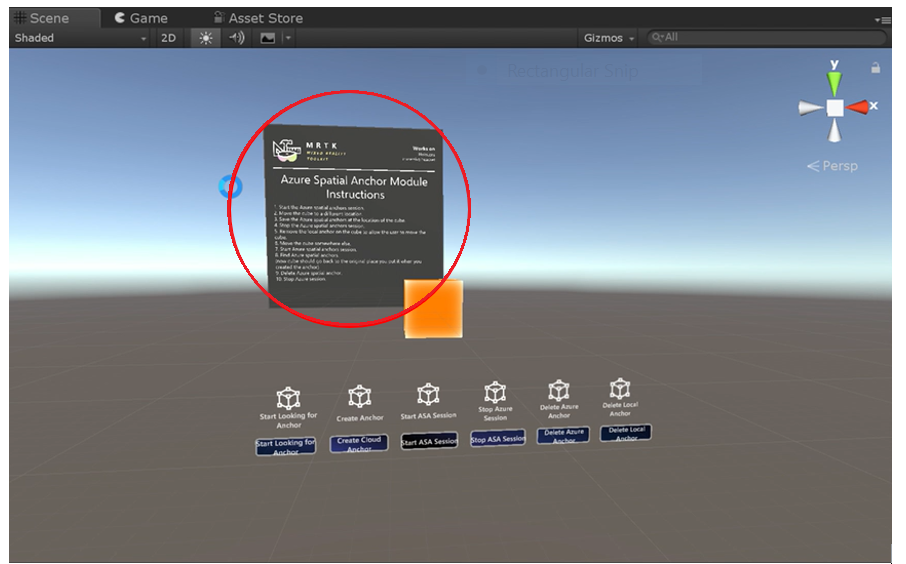 Scene
Game
Asset Store
Shaded
2D
Gizmos
All
Rectangular Snip
y
x
Persp
MRTK
MIXED REALITY
TOOLKIT
Works on
Azure Spatial Anchor Module
Instructions
1. Start the Azure spatial anchors session
2. Move the cube to a different location
3. Save the Azure spatial anchors at the location of the cube
4. Stop the Azure spatial anchors session
5. Remove the local anchor on the cube to allow the user to move the
cube.
6. Move the cube somewhere else.
7. Start Azure spatial anchors session
8. Find Azure spatial anchors
(now cube should go back to the original place you put it when you
created the anchor)
9. Delete Azure spatial anchor.
10. Stop Azure session
Start Looking for
Anchor
Create Anchor
Start ASA Session
Stop Azure
Session
Delete Azure
Anchor
Delete Local
Anchor
Start Looking for
Anchor
Create Cloud
Anchor
Start ASA Session
Stop ASA Session
Delete Azure
Anchor
Delete Local
Anchor